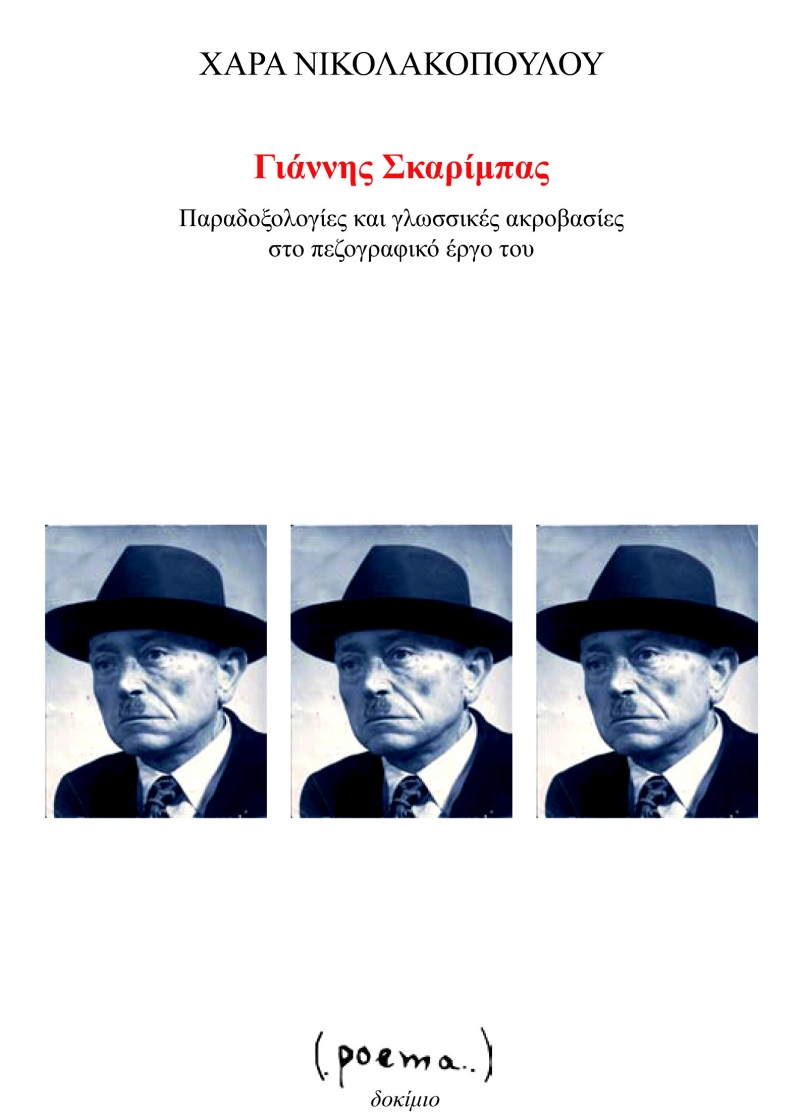 ΧΑΡΑ ΝΙΚΟΛΑΚΟΠΟΥΛΟΥ
Γιάννης Σκαρίμπας
Παραδοξολογίες και γλωσσικές ακροβασίες
στο πεζογραφικό έργο του
(.poema..)
δοκίμιο